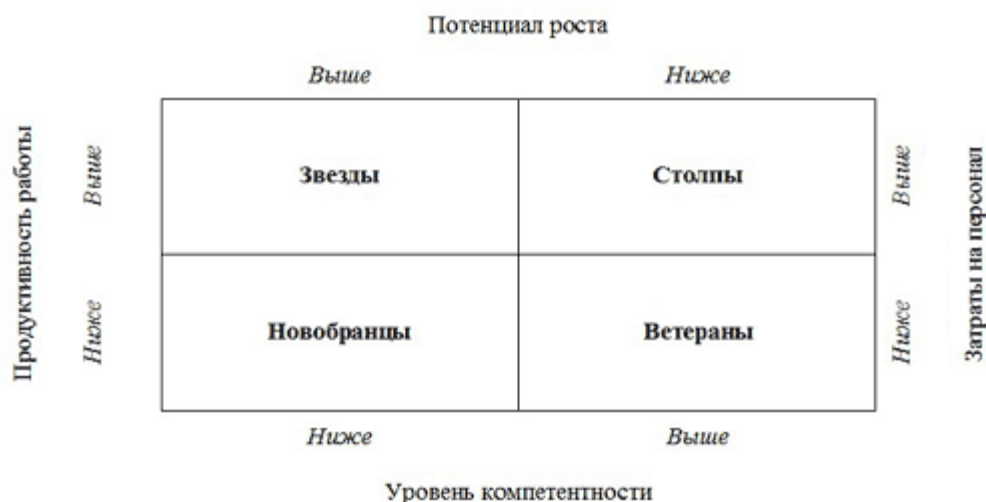 Потенциал роста
Выше Ниже
Продуктивность работы
Выше
Звезды Столпы
Выше
Затраты на персонал
Ниже
Новобранцы Ветераны
Ниже
Ниже Выше
Уровень компетентности